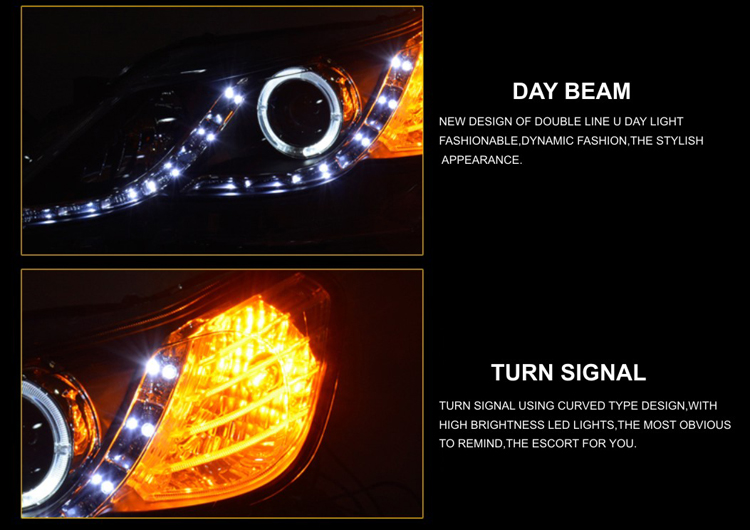 DAY BEAM
NEW DESIGN OF DOUBLE LINE U DAY LIGHT
FASHIONABLE,DYNAMIC FASHION,THE STYLISH
APPEARANCE.
TURN SIGNAL
TURN SIGNAL USING CURVED TYPE DESIGN,WITH
HIGH BRIGHTNESS LED LIGHTS,THE MOST OBVIOUS
TO REMIND,THE ESCORT FOR YOU.